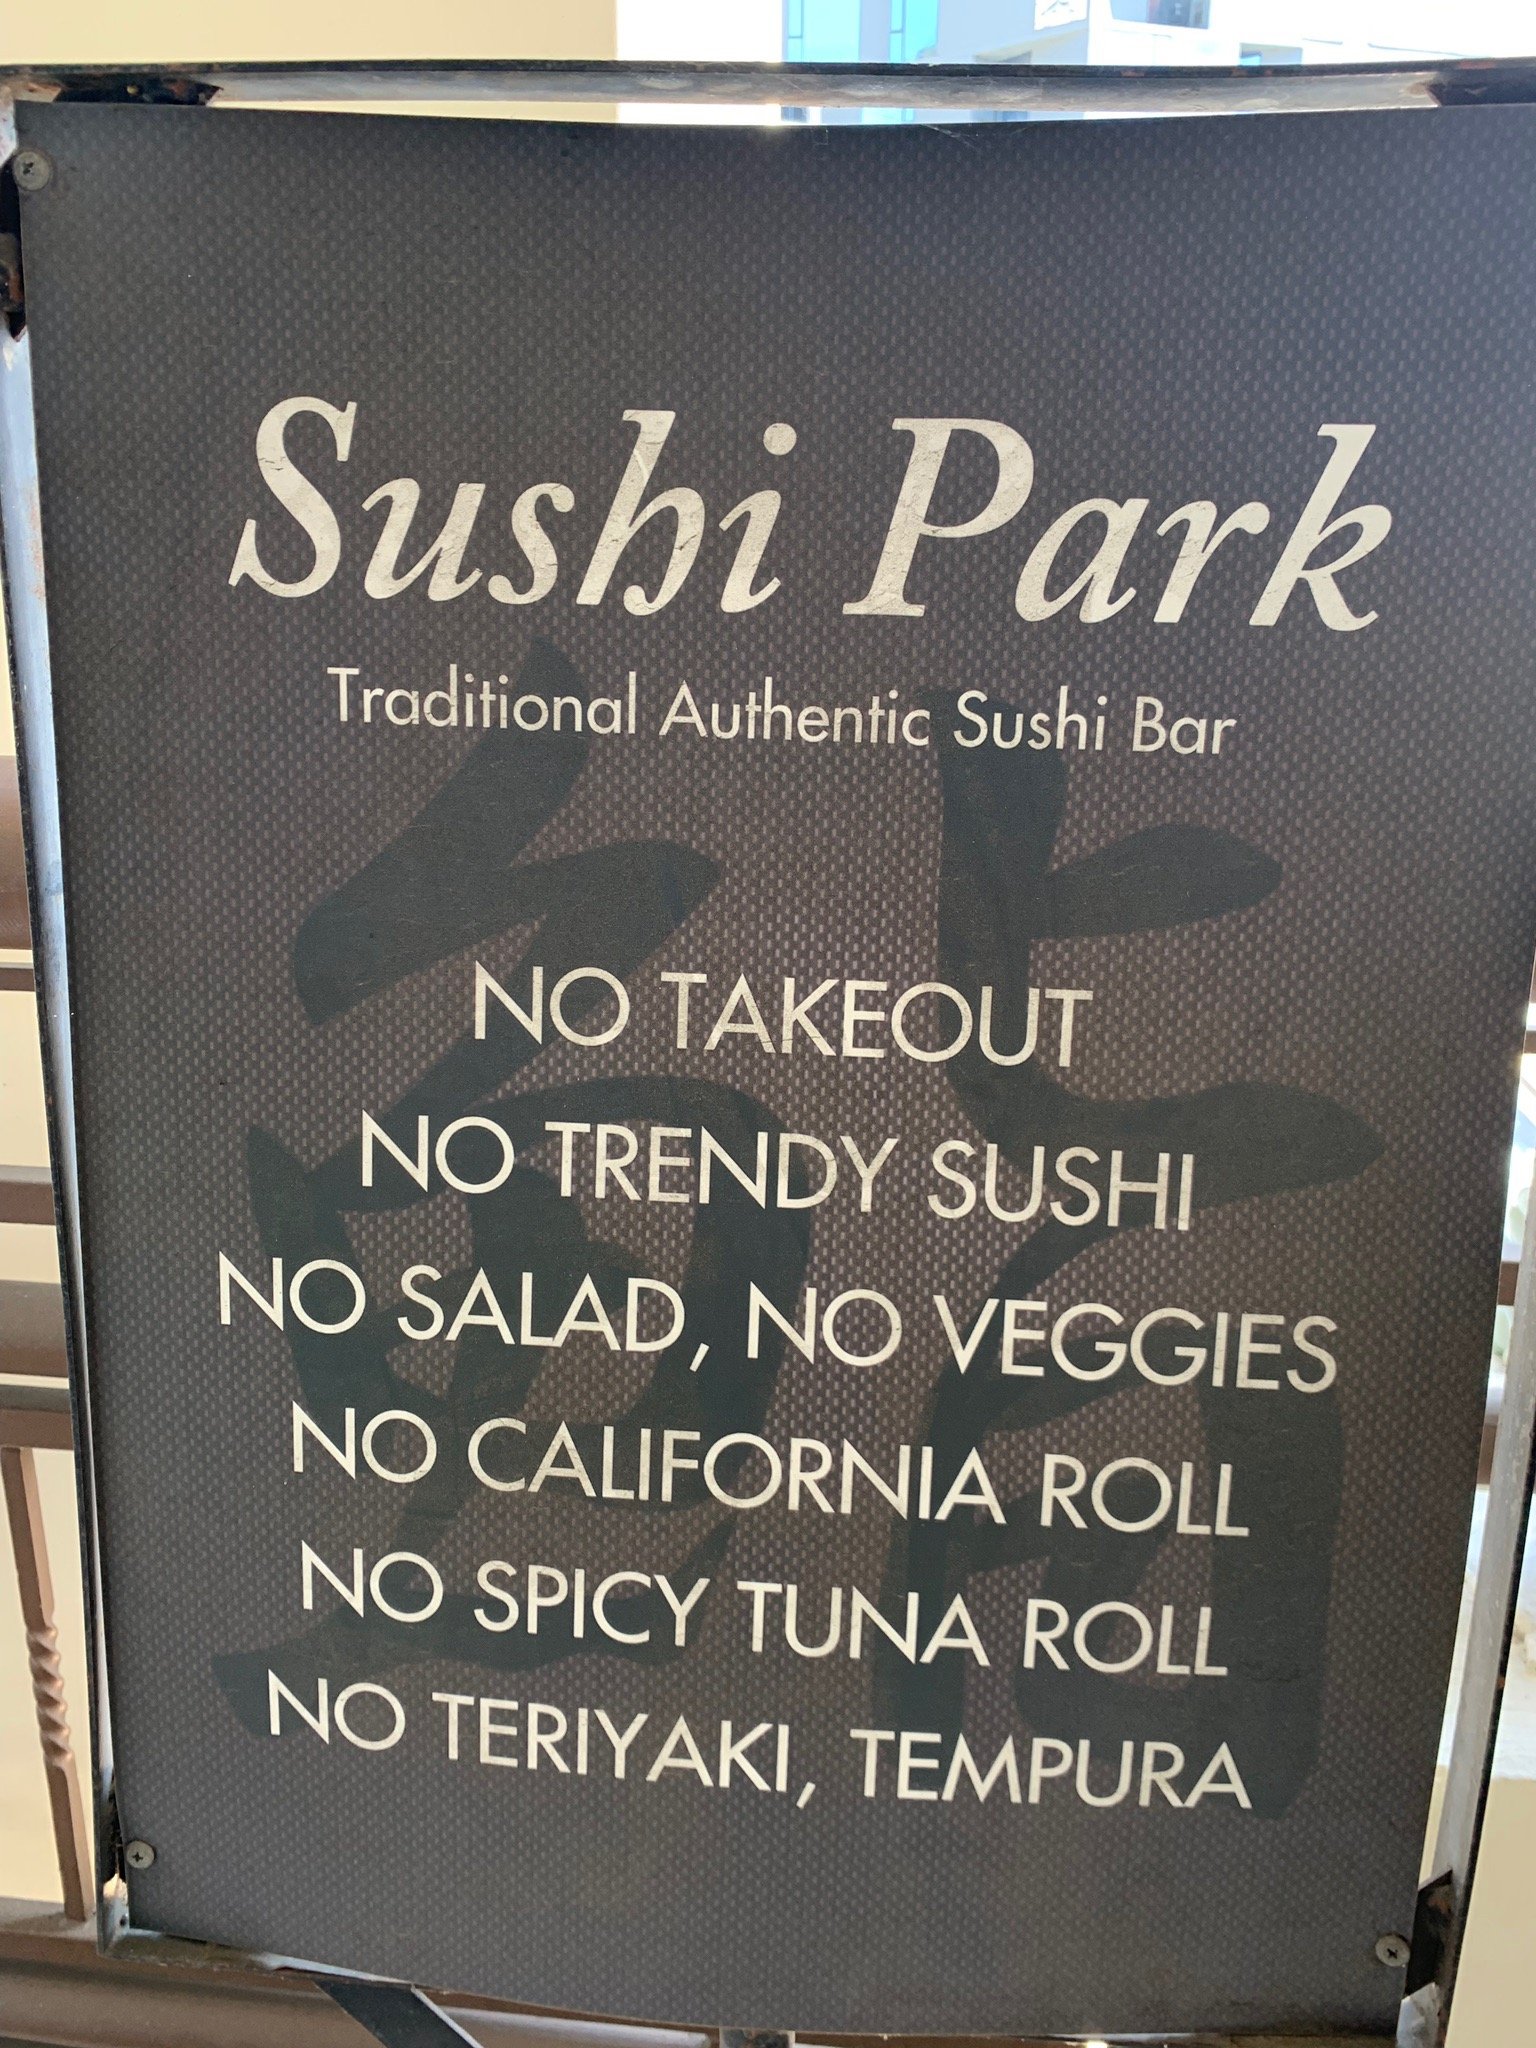 Sushi Park
Traditional Authentic Sushi Bar
NO TAKEOUT
NO TRENDY SUSHI
NO SALAD, NO VEGGIES
NO CALIFORNIA ROLL
NO SPICY TUNA ROLL
NO TERIYAKI, TEMPURA